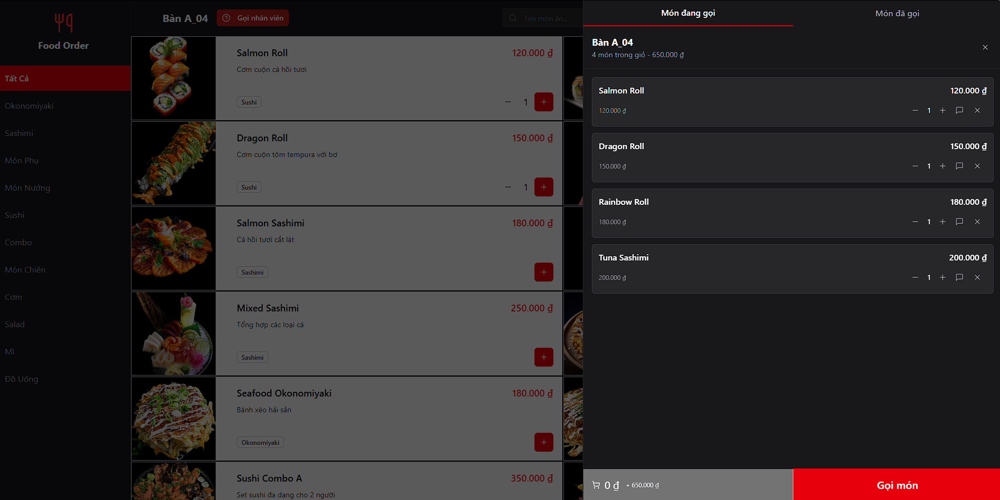 Food Order
Tất Cả
Okonomiyaki
Sashimi
Món Phụ
Món Nướng
Sushi
Combo
Món Chiên
Cơm
Salad
Mì
Đồ Uống
Bàn A_04
Gọi nhân viên
Tìm món ăn...
Salmon Roll
120.000 ₫
Cơm cuộn cá hồi tươi
Sushi
1
Dragon Roll
150.000 ₫
Cơm cuộn tôm tempura với bơ
Sushi
1
Salmon Sashimi
180.000 ₫
Cá hồi tươi cắt lát
Sashimi
Mixed Sashimi
250.000 ₫
Tổng hợp các loại cá
Sashimi
Seafood Okonomiyaki
180.000 ₫
Bánh xèo hải sản
Okonomiyaki
Sushi Combo A
350.000 ₫
Set sushi đa dạng cho 2 người
Món đang gọi
Món đã gọi
Bàn A_04
4 món trong giỏ - 650.000 ₫
Salmon Roll
120.000 ₫
120.000 ₫
1
Dragon Roll
150.000 ₫
150.000 ₫
1
Rainbow Roll
180.000 ₫
180.000 ₫
1
Tuna Sashimi
200.000 ₫
200.000 ₫
1
0 ₫ + 650.000 ₫
Gọi món